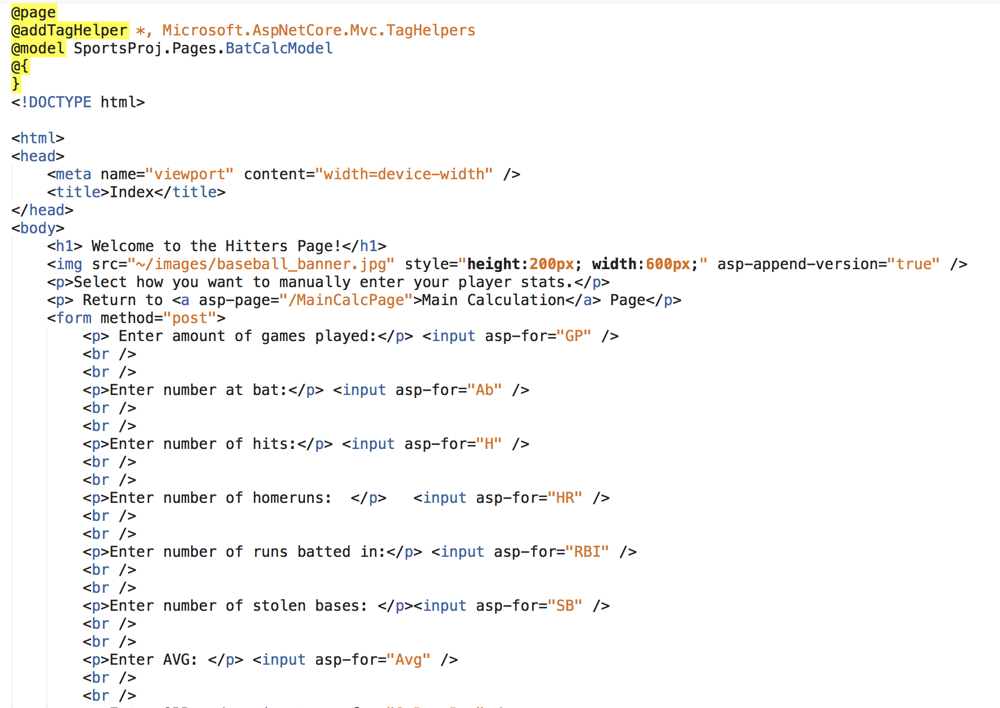 @page
@addTagHelper *, Microsoft.AspNetCore.Mvc.TagHelpers
@model SportsProj.Pages.BatCalcModel
@{
}
<!DOCTYPE html>
<html>
<head>
<meta name="viewport" content="width=device-width" />
<title>Index</title>
</head>
<body>
<h1> Welcome to the Hitters Page!</h1>
<img src="~/images/baseball_banner.jpg" style="height:200px; width:600px;" asp-append-version="true" />
<p>Select how you want to manually enter your player stats.</p>
<p> Return to <a asp-page="/MainCalcPage">Main Calculation</a> Page</p>
<form method="post">
<p> Enter amount of games played:</p> <input asp-for="GP" />
<br />
<br />
<p>Enter number at bat:</p> <input asp-for="Ab" />
<br />
<br />
<p>Enter number of hits:</p> <input asp-for="H" />
<br />
<br />
<p>Enter number of homeruns:  </p>   <input asp-for="HR" />
<br />
<br />
<p>Enter number of runs batted in:</p> <input asp-for="RBI" />
<br />
<br />
<p>Enter number of stolen bases: </p><input asp-for="SB" />
<br />
<br />
<p>Enter AVG: </p> <input asp-for="Avg" />
<br />
<br />